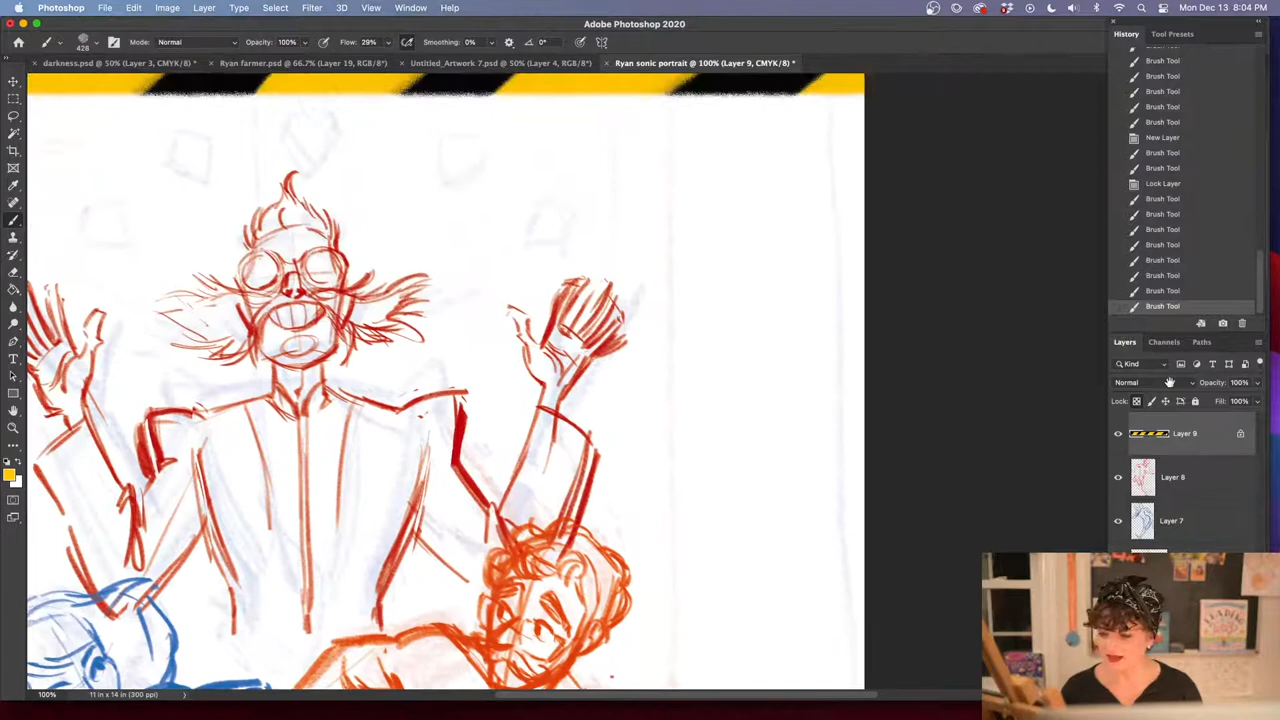 Photoshop File Edit Image Layer Type Select Filter 3D View Window Help Mon Dec 13 8:04 PM
Adobe Photoshop 2020
428 Mode: Normal Opacity: 100% Flow: 29% Smoothing: 0% 0°
darkness.psd @ 50% (Layer 3, CMYK/8) * Ryan farmer.psd @ 66.7% (Layer 19, RGB/8*) Untitled_Artwork 7.psd @ 50% (Layer 4, RGB/8*) Ryan sonic portrait @ 100% (Layer 9, CMYK/8) *
History Tool Presets
Brush Tool
Brush Tool
Brush Tool
Brush Tool
Brush Tool
New Layer
Brush Tool
Brush Tool
Lock Layer
Brush Tool
Brush Tool
Brush Tool
Brush Tool
Brush Tool
Brush Tool
Brush Tool
Brush Tool
Layers Channels Paths
Kind
Normal Opacity: 100%
Lock: Fill: 100%
Layer 9
Layer 8
Layer 7
LEADING
100% 11 in x 14 in (300 ppi)